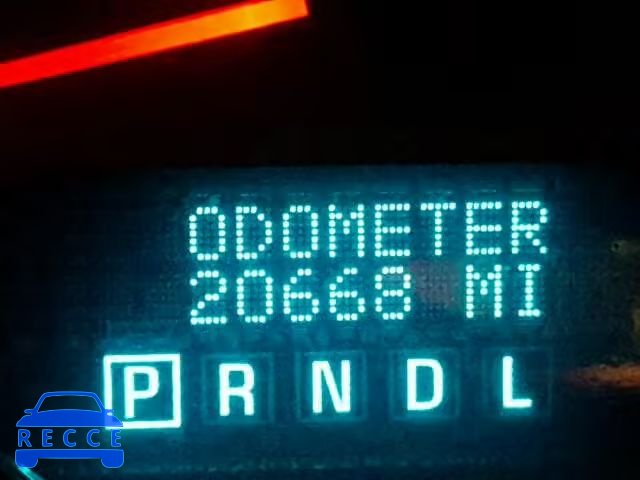 ODOMETER
20668 MI
P R N D L
RECCE